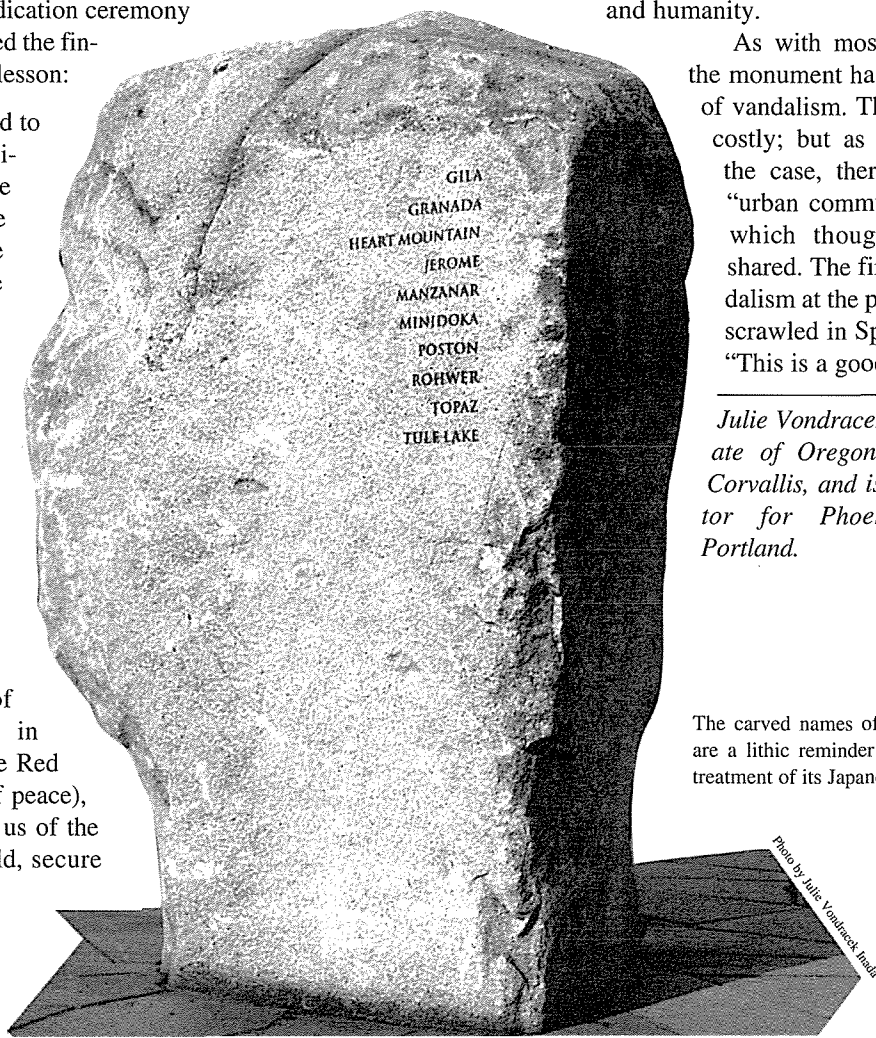 dication ceremony
ed the fin-
lesson:
d to
i-
e
e
e
e
of
in
e Red
f peace),
us of the
ld, secure
GILA
GRANADA
HEART MOUNTAIN
JEROME
MANZANAR
MINIDOKA
POSTON
ROHWER
TOPAZ
TULE LAKE
and humanity.
As with mos
the monument ha
of vandalism. Th
costly; but as
the case, ther
“urban commu
which thoug
shared. The fi
dalism at the p
scrawled in Sp
“This is a goo
Julie Vondrace
ate of Oregon
Corvallis, and is
tor for Phoe
Portland.
The carved names of
are a lithic reminder
treatment of its Japan
Photo by Julie Vondracek Inada